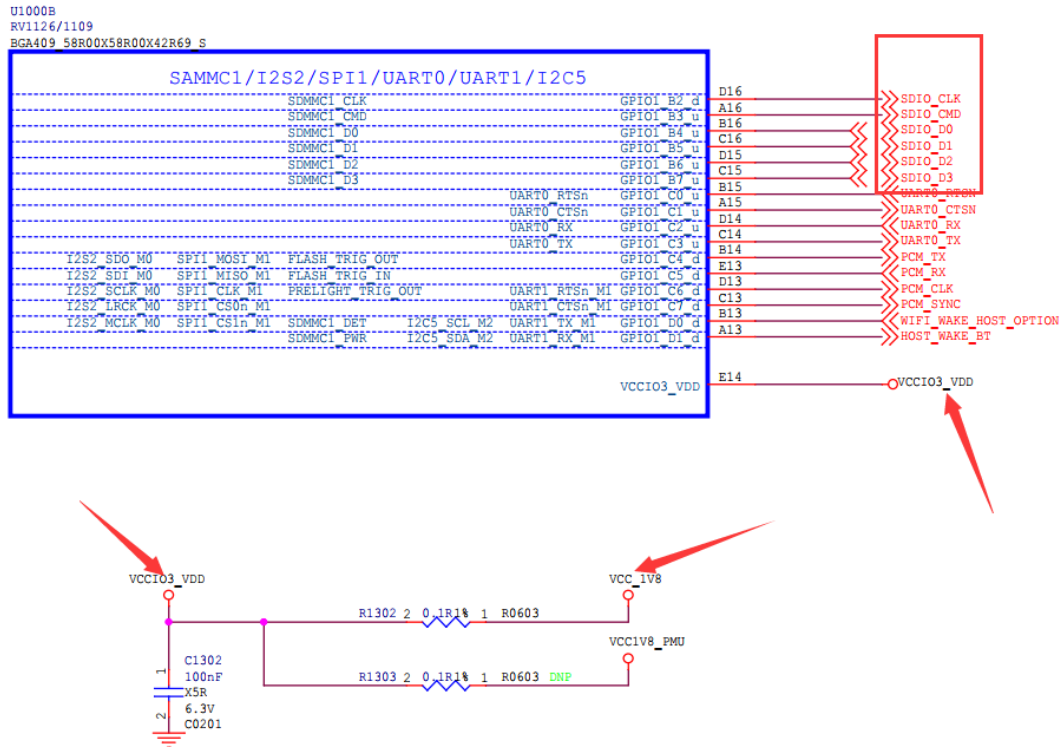 U1000B
RV1126/1109
BGA409_58R00X58R00X42R69_S
SAMMC1/I2S2/SPI1/UART0/UART1/I2C5
SDMMC1_CLK GPIO1_B2_d D16 SDIO_CLK
SDMMC1_CMD GPIO1_B3_u A16 SDIO_CMD
SDMMC1_D0 GPIO1_B4_u B16 SDIO_D0
SDMMC1_D1 GPIO1_B5_u C16 SDIO_D1
SDMMC1_D2 GPIO1_B6_u D15 SDIO_D2
SDMMC1_D3 GPIO1_B7_u C15 SDIO_D3
UART0_RTSn GPIO1_C0_u B15 UART0_RTSN
UART0_CTSn GPIO1_C1_u A15 UART0_CTSN
UART0_RX GPIO1_C2_u D14 UART0_RX
UART0_TX GPIO1_C3_u C14 UART0_TX
I2S2_SDO_M0 SPI1_MOSI_M1 FLASH_TRIG_OUT GPIO1_C4_d B14 PCM_TX
I2S2_SDI_M0 SPI1_MISO_M1 FLASH_TRIG_IN GPIO1_C5_d E13 PCM_RX
I2S2_SCLK_M0 SPI1_CLK_M1 PRELIGHT_TRIG_OUT UART1_RTSn_M1 GPIO1_C6_d D13 PCM_CLK
I2S2_LRCK_M0 SPI1_CS0n_M1 UART1_CTSn_M1 GPIO1_C7_d C13 PCM_SYNC
I2S2_MCLK_M0 SPI1_CS1n_M1 SDMMC1_DET I2C5_SCL_M2 UART1_TX_M1 GPIO1_D0_d B13 WIFI_WAKE_HOST_OPTION
SDMMC1_PWR I2C5_SDA_M2 UART1_RX_M1 GPIO1_D1_d A13 HOST_WAKE_BT
VCCIO3_VDD E14 VCCIO3_VDD
VCCIO3_VDD VCC_1V8
R1302 2 0.1R1% 1 R0603
VCC1V8_PMU
R1303 2 0.1R1% 1 R0603 DNP
1 C1302
100nF
X5R
6.3V
2 C0201